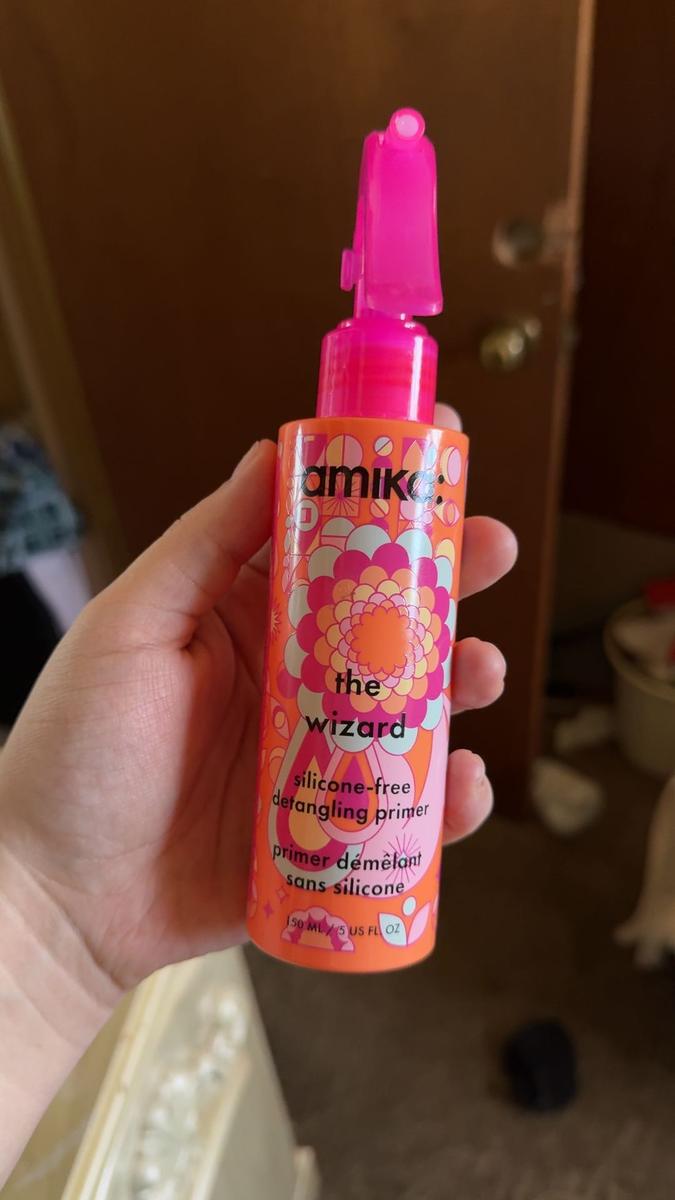 amika:
the
wizard
silicone-free
detangling primer
primer démêlant
sans silicone
150 ML / 5 US FL. OZ